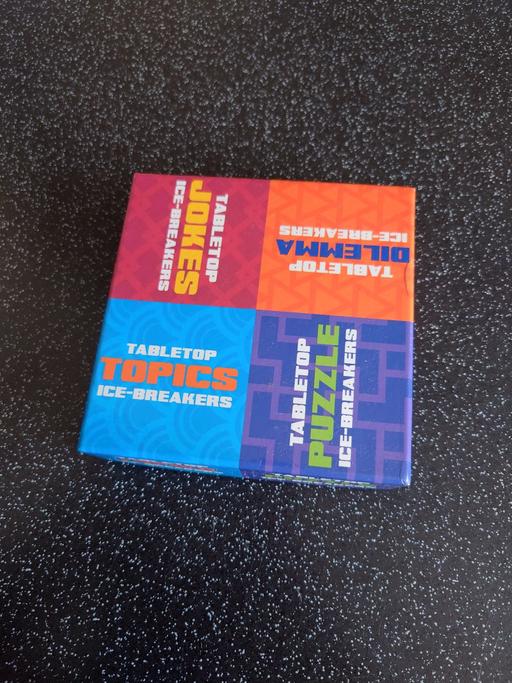 TABLETOP
JOKES
ICE-BREAKERS
TABLETOP
DILEMMA
ICE-BREAKERS
TABLETOP
TOPICS
ICE-BREAKERS
TABLETOP
PUZZLE
ICE-BREAKERS